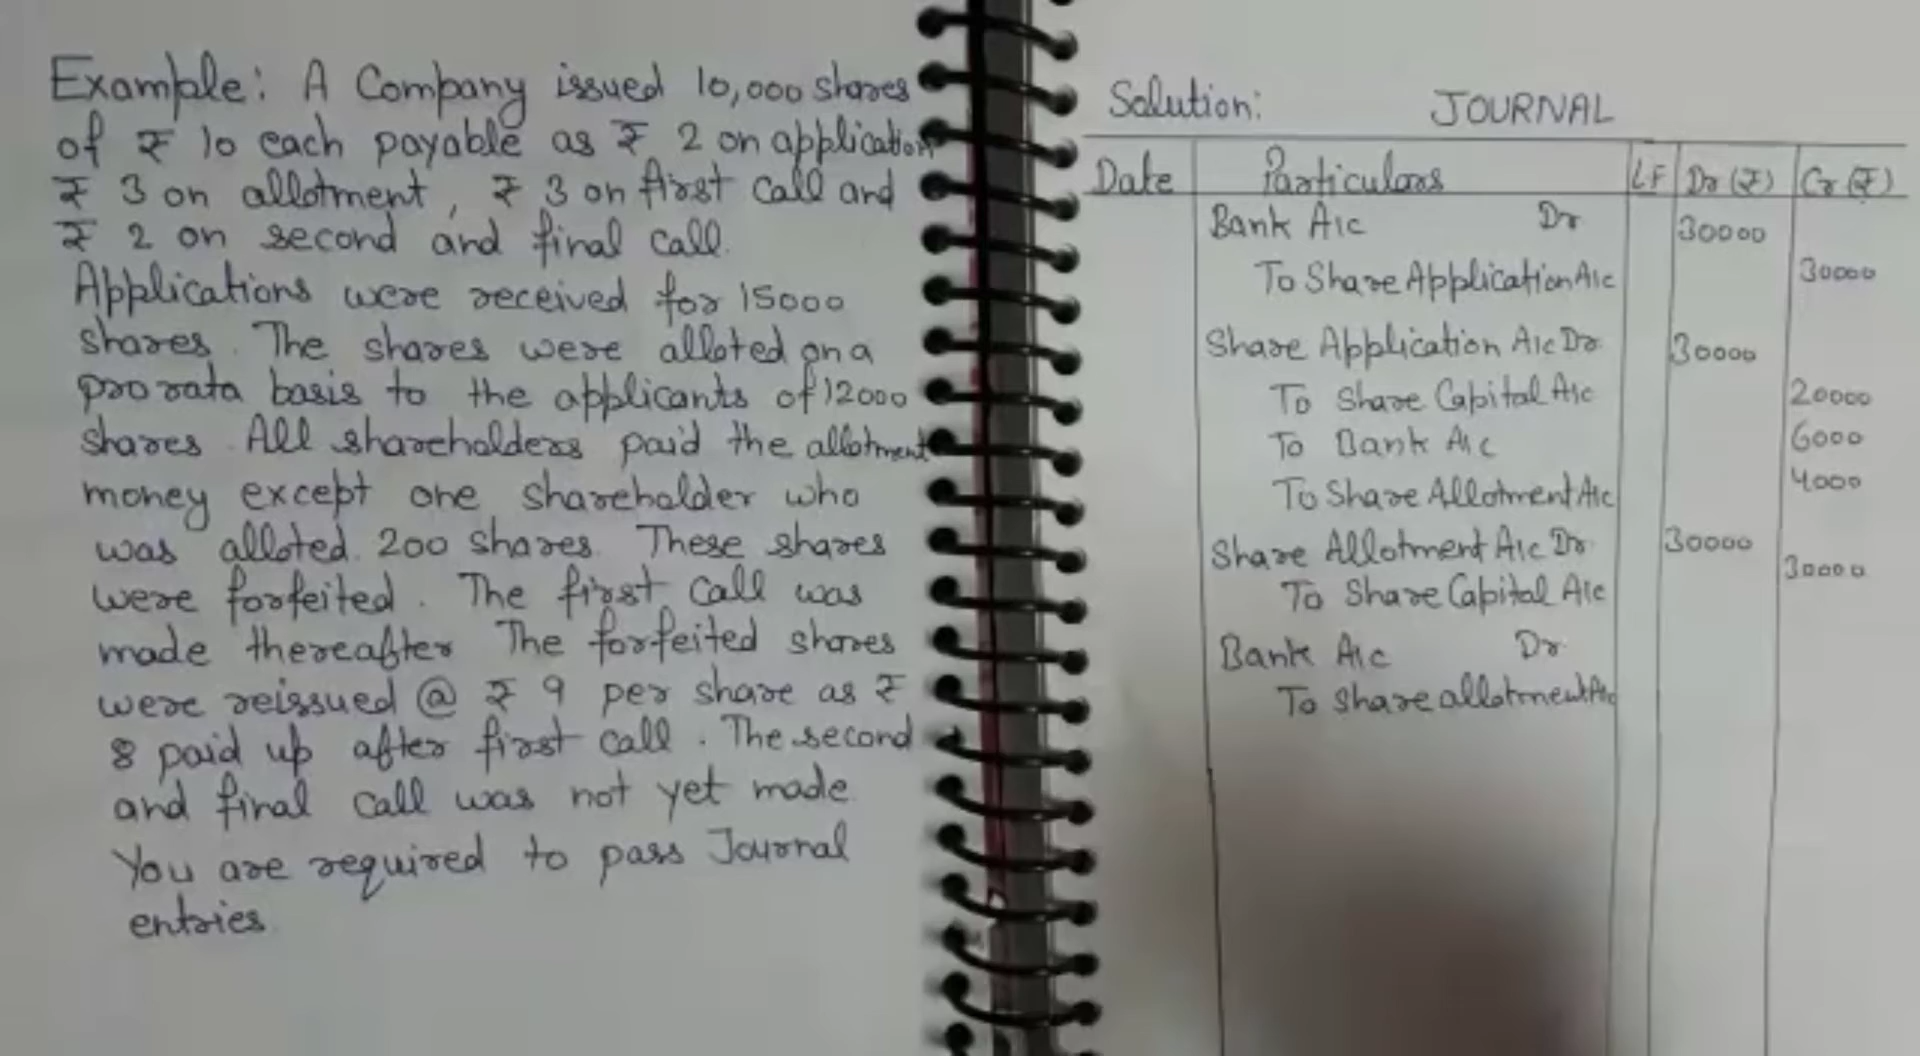 Example: A Company issued 10,000 shares
of ₹ 10 each payable as ₹ 2 on application
₹ 3 on allotment, ₹ 3 on first call and
₹ 2 on second and final call.
Applications were received for 15000
shares. The shares were alloted on a
pro rata basis to the applicants of 12000
shares. All shareholders paid the allotment
money except one shareholder who
was alloted 200 shares. These shares
were forfeited. The first call was
made thereafter The forfeited shares
were reissued @ ₹ 9 per share as ₹
8 paid up after first call. The second
and final call was not yet made.
You are required to pass Journal
entries.
Solution: JOURNAL
Date Particulars LF Dr (₹) Cr (₹)
Bank A/c Dr 30000
To Share Application A/c 30000
Share Application A/c Dr 30000
To Share Capital A/c 20000
To Bank A/c 6000
To Share Allotment A/c 4000
Share Allotment A/c Dr 30000
To Share Capital A/c 30000
Bank A/c Dr.
To Share allotment A/c